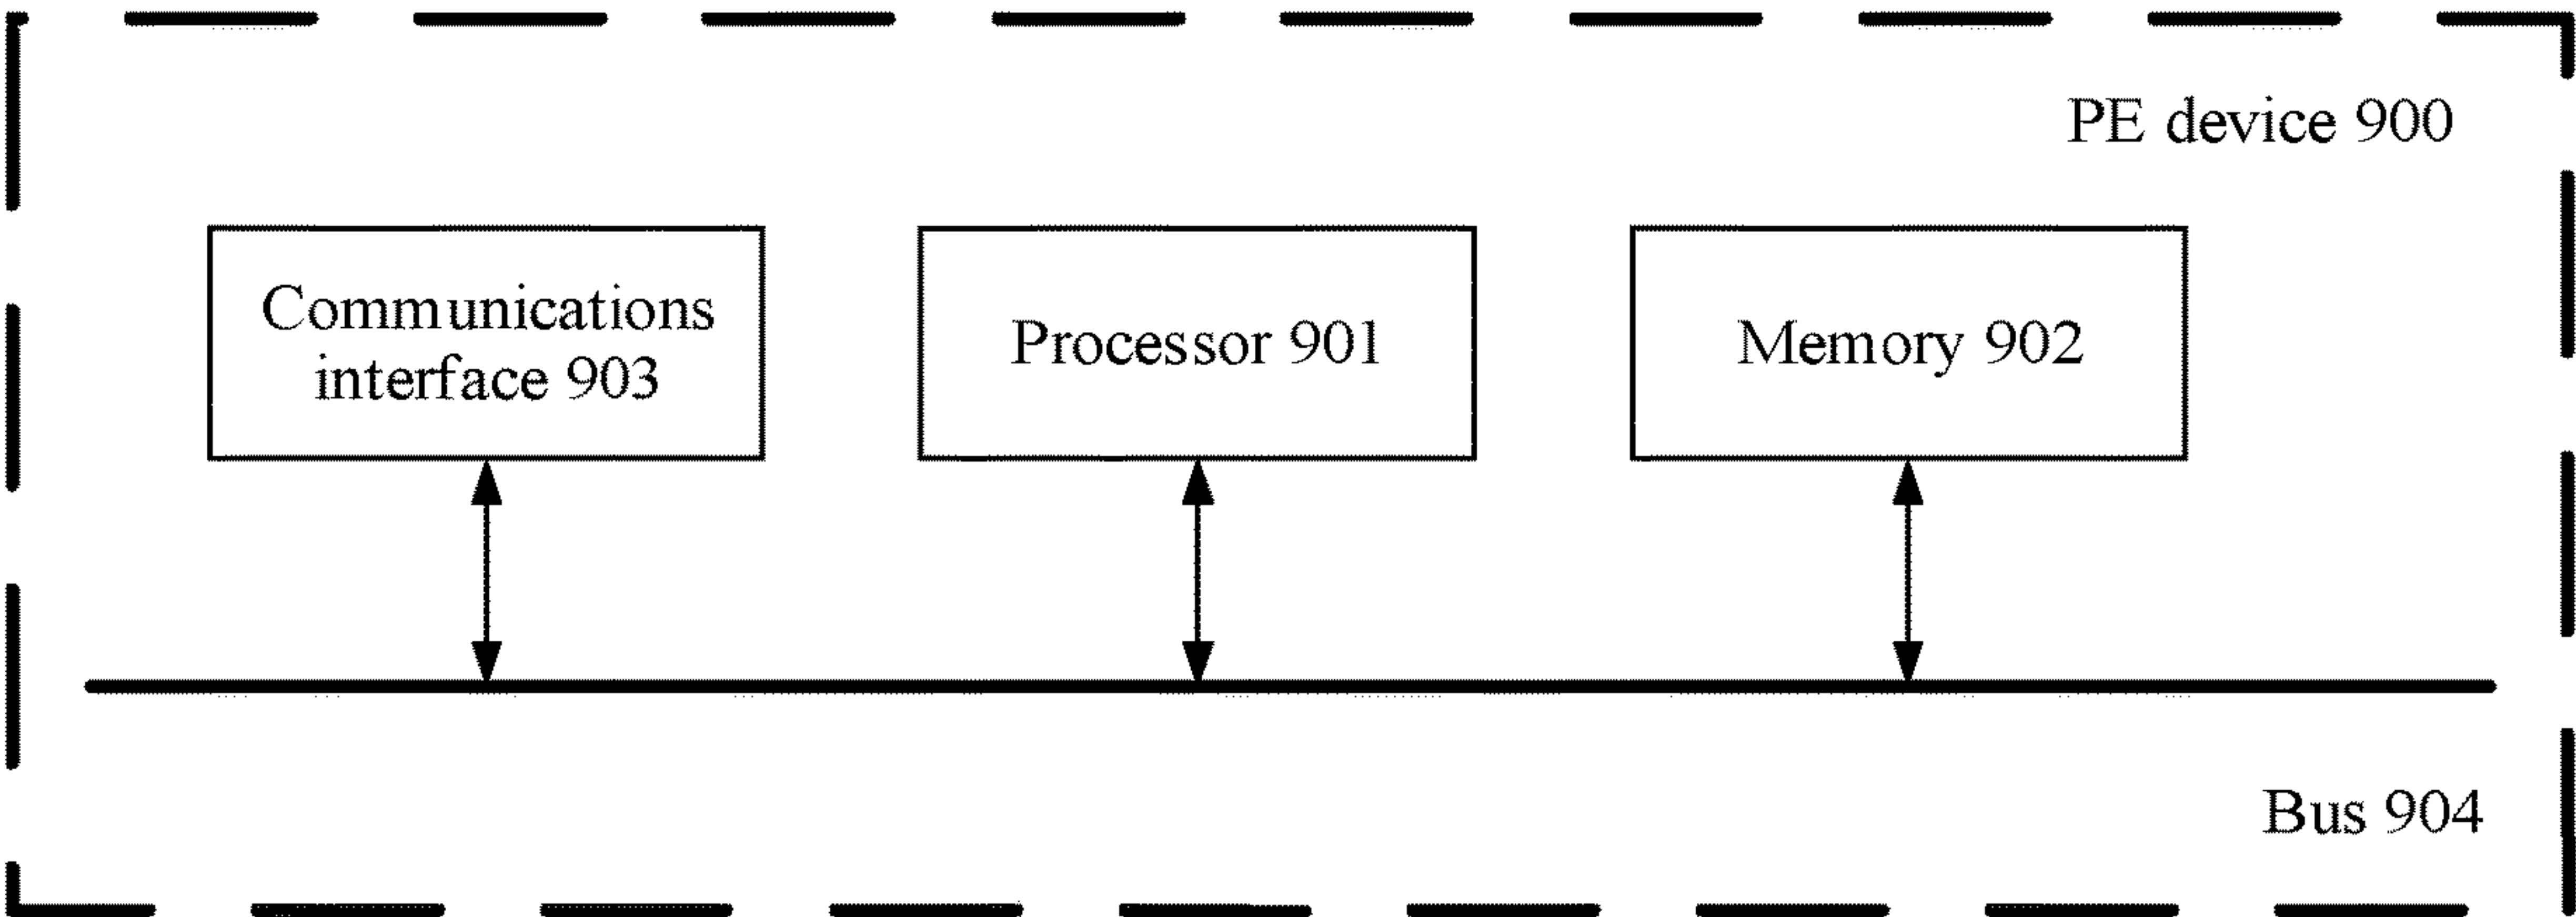 PE device 900
Communications
interface 903
Processor 901
Memory 902
Bus 904